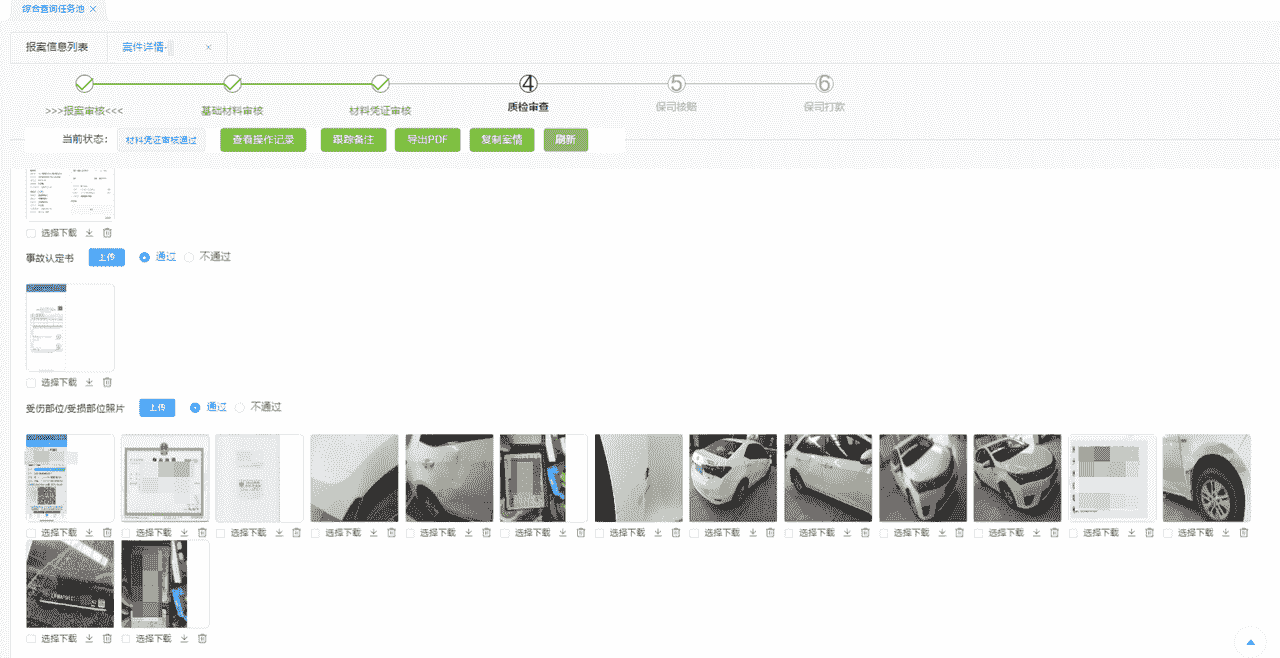 综合查询任务池 ×
报案信息列表 案件详情- ×
4 5 6
>>>报案审核<<< 基础材料审核 材料凭证审核 质检审查 保司核赔 保司打款
当前状态: 材料凭证审核通过 查看操作记录 跟踪备注 导出PDF 复制案情 刷新
选择下载
事故认定书 上传 通过 不通过
选择下载
受伤部位/受损部位照片 上传 通过 不通过
选择下载 选择下载 选择下载 选择下载 选择下载 选择下载 选择下载 选择下载 选择下载 选择下载 选择下载 选择下载 选择下载
选择下载 选择下载